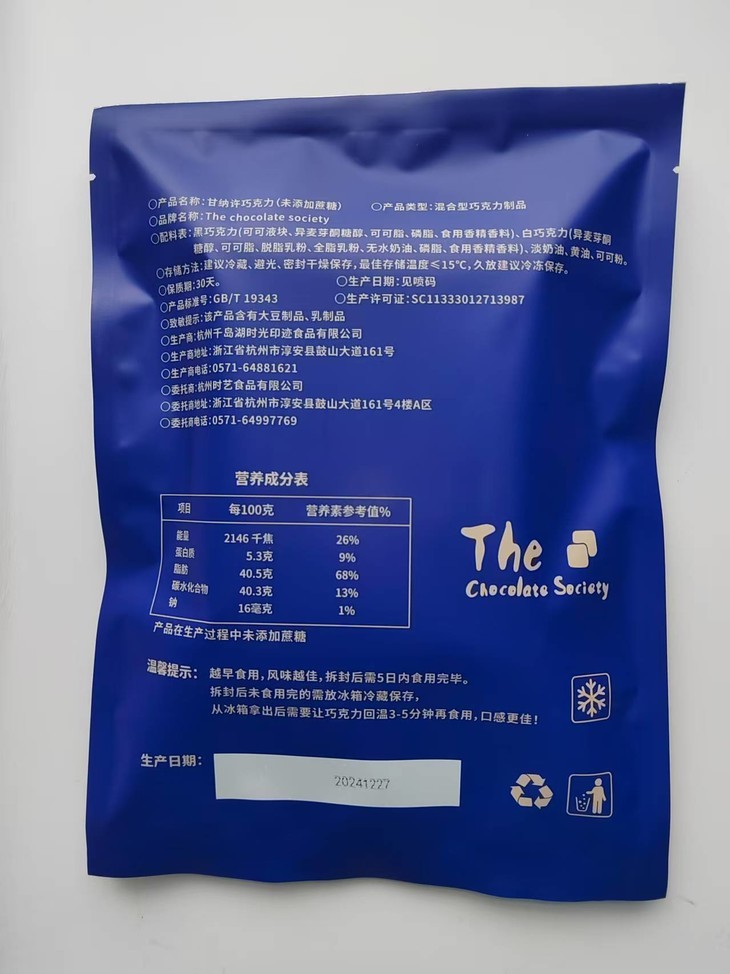 ○产品名称:甘纳许巧克力(未添加蔗糖) ○产品类型:混合型巧克力制品
○品牌名称:The chocolate society
○配料表:黑巧克力(可可液块、异麦芽酮糖醇、可可脂、磷脂、食用香精香料)、白巧克力(异麦芽酮
糖醇、可可脂、脱脂乳粉、全脂乳粉、无水奶油、磷脂、食用香精香料)、淡奶油、黄油、可可粉。
○存储方法:建议冷藏、避光、密封干燥保存,最佳存储温度≤15℃,久放建议冷冻保存。
○保质期:30天。 ○生产日期:见喷码
○产品标准号:GB/T 19343 ○生产许可证:SC11333012713987
○致敏提示:该产品含有大豆制品、乳制品
○生产商:杭州千岛湖时光印迹食品有限公司
○生产商地址:浙江省杭州市淳安县鼓山大道161号
○生产商电话:0571-64881621
○委托商:杭州时艺食品有限公司
○委托商地址:浙江省杭州市淳安县鼓山大道161号4楼A区
○委托商电话:0571-64997769
营养成分表
项目 每100克 营养素参考值%
能量 2146 千焦 26%
蛋白质 5.3克 9%
脂肪 40.5克 68%
碳水化合物 40.3克 13%
钠 16毫克 1%
产品在生产过程中未添加蔗糖
The
Chocolate Society
温馨提示: 越早食用,风味越佳,拆封后需5日内食用完毕。
拆封后未食用完的需放冰箱冷藏保存,
从冰箱拿出后需要让巧克力回温3-5分钟再食用,口感更佳!
生产日期: 20241227